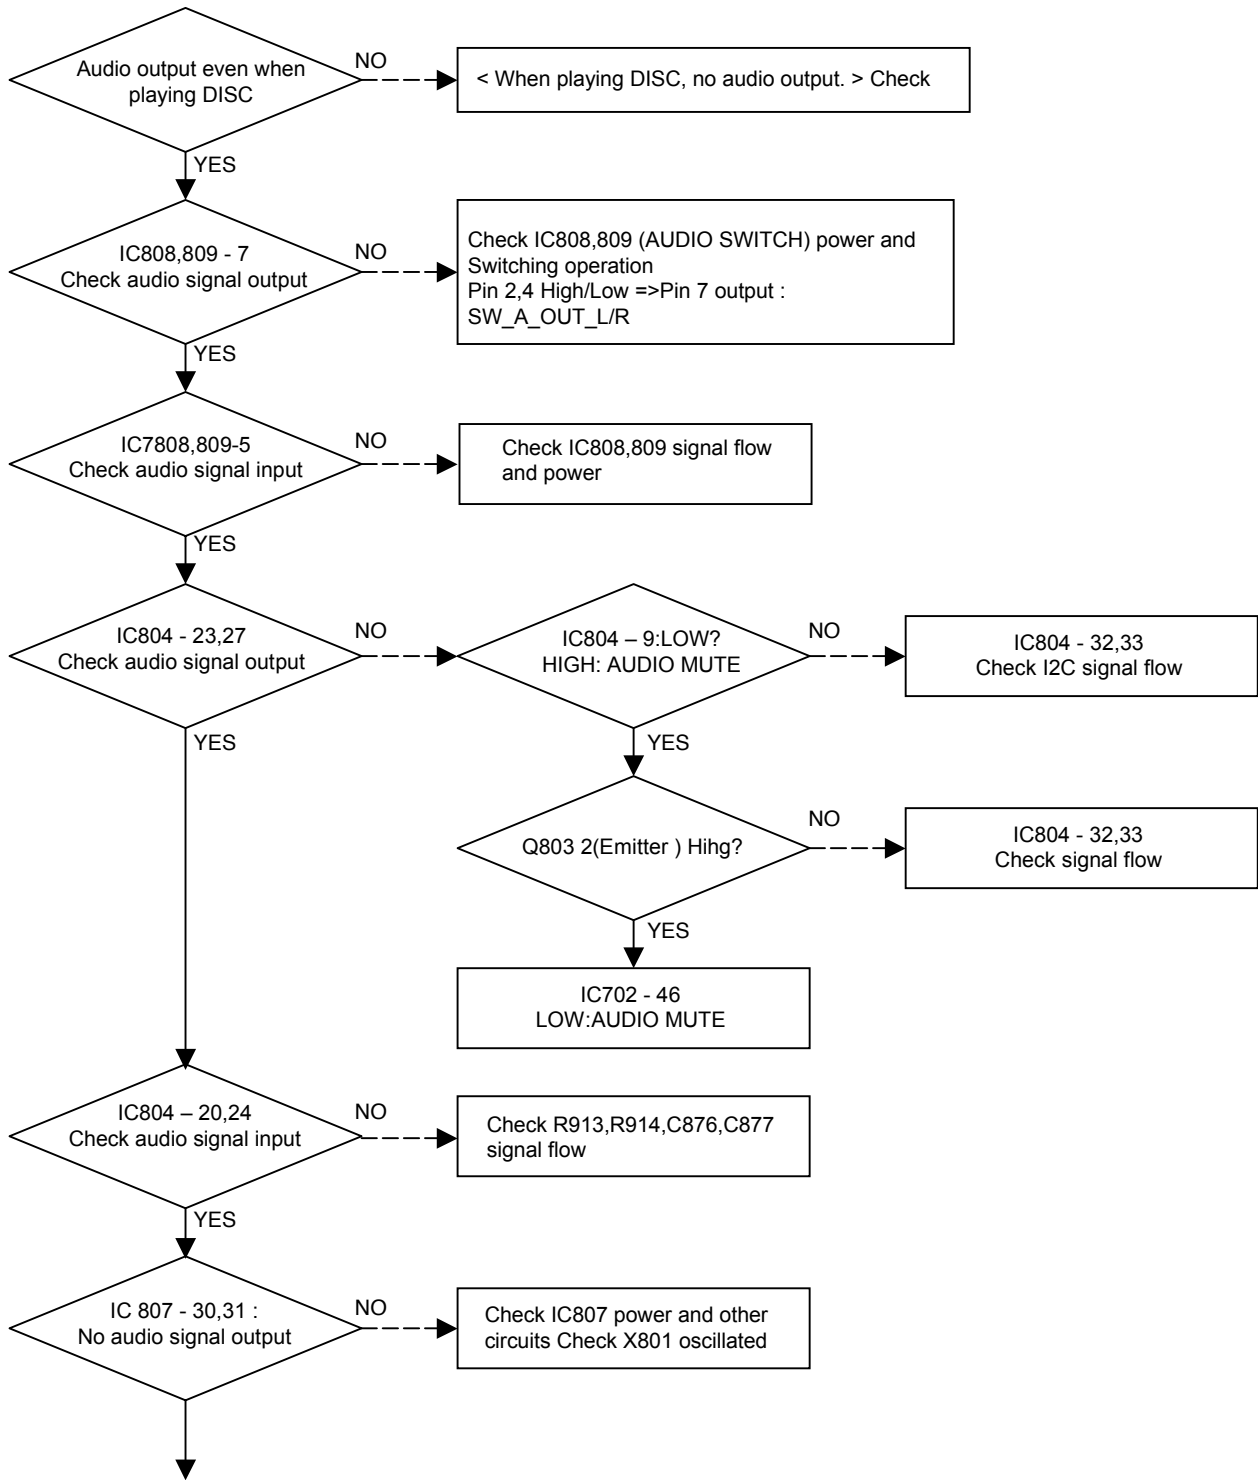 Audio output even when
playing DISC
NO
< When playing DISC, no audio output. > Check
YES
IC808,809 - 7
Check audio signal output
NO
Check IC808,809 (AUDIO SWITCH) power and
Switching operation
Pin 2,4 High/Low =>Pin 7 output :
SW_A_OUT_L/R
YES
IC7808,809-5
Check audio signal input
NO
Check IC808,809 signal flow
and power
YES
IC804 - 23,27
Check audio signal output
NO
IC804 – 9:LOW?
HIGH: AUDIO MUTE
NO
IC804 - 32,33
Check I2C signal flow
YES
YES
Q803 2(Emitter ) Hihg?
NO
IC804 - 32,33
Check signal flow
YES
IC702 - 46
LOW:AUDIO MUTE
IC804 – 20,24
Check audio signal input
NO
Check R913,R914,C876,C877
signal flow
YES
IC 807 - 30,31 :
No audio signal output
NO
Check IC807 power and other
circuits Check X801 oscillated